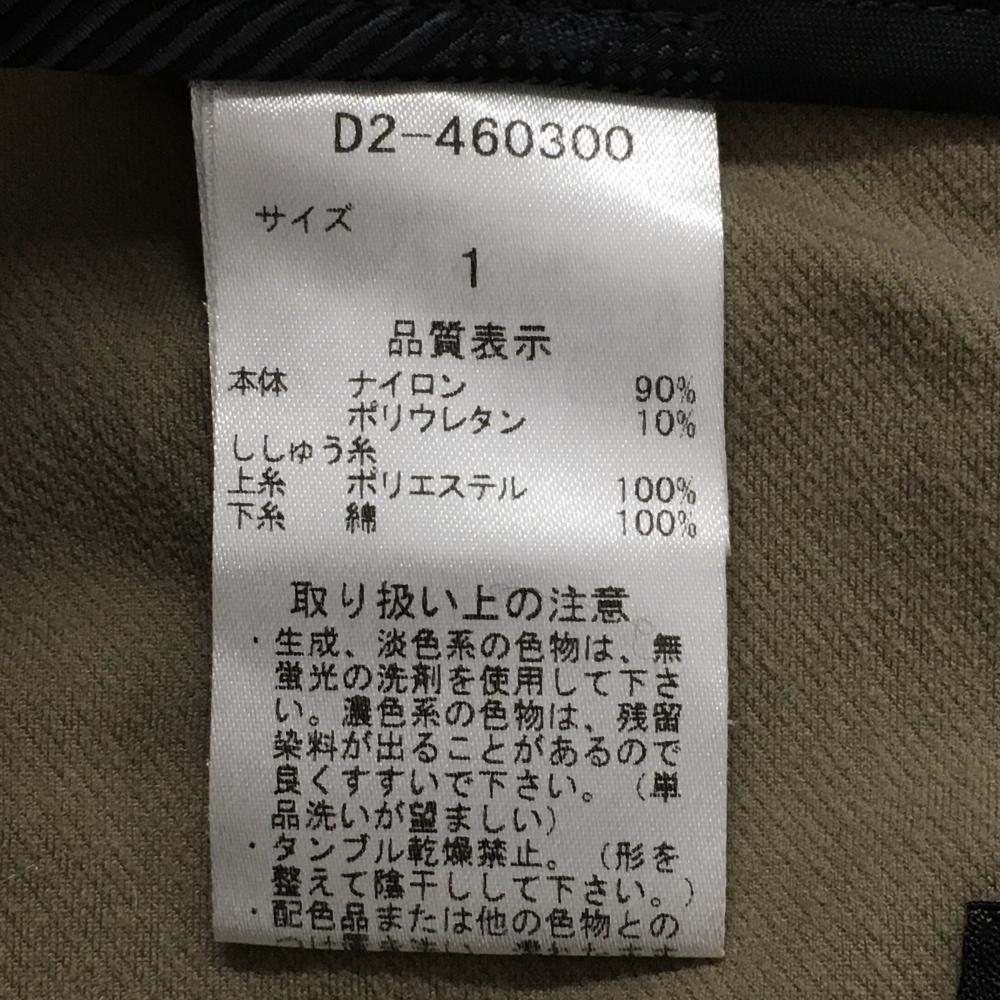 D2-460300
サイズ
1
品質表示
本体 ナイロン 90%
ポリウレタン 10%
ししゅう糸
上糸 ポリエステル 100%
下糸 綿 100%
取り扱い上の注意
・生成、淡色系の色物は、無
蛍光の洗剤を使用して下さ
い。濃色系の色物は、残留
染料が出ることがあるので
良くすすいで下さい。（単
品洗いが望ましい）
・タンブル乾燥禁止。（形を
整えて陰干しして下さい。）
・配色品または他の色物との